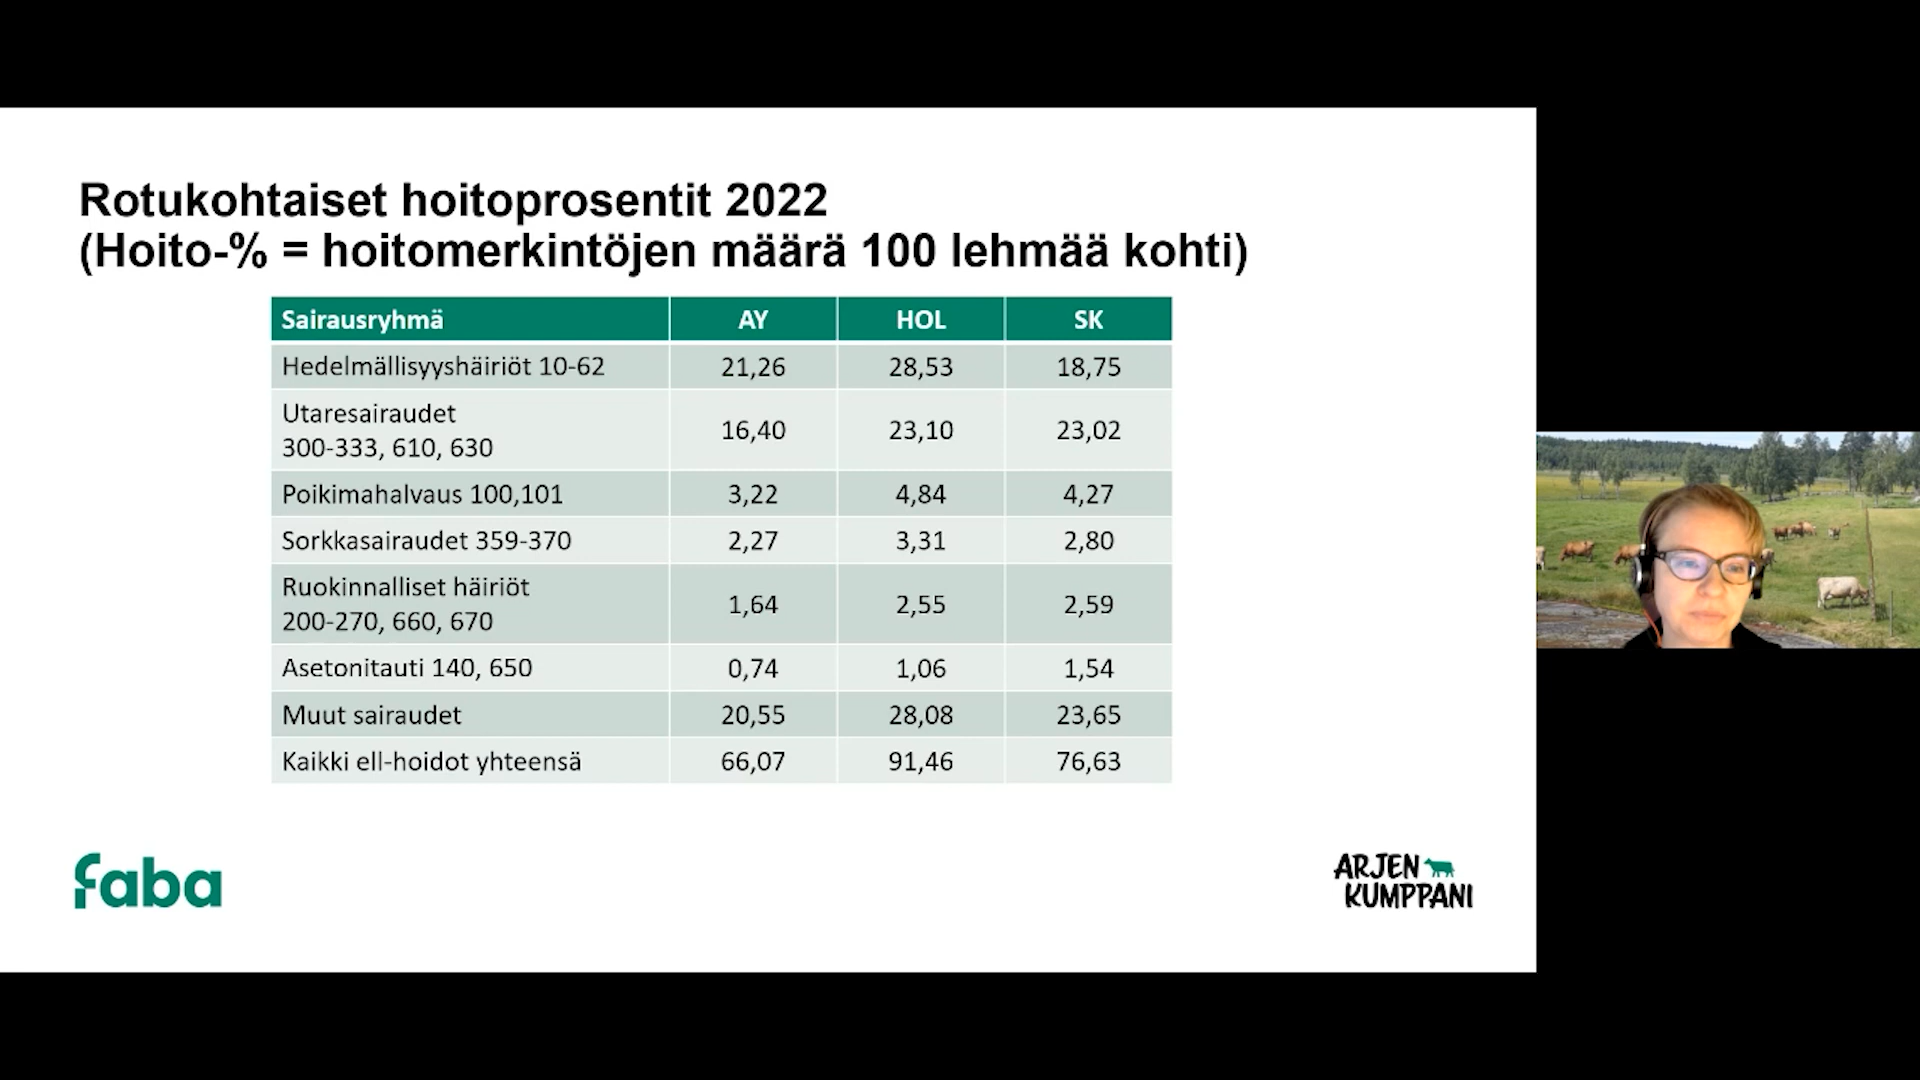 Rotukohtaiset hoitoprosentit 2022
(Hoito-% = hoitomerkintöjen määrä 100 lehmää kohti)
Sairausryhmä AY HOL SK
Hedelmällisyyshäiriöt 10-62 21,26 28,53 18,75
Utaresairaudet
300-333, 610, 630 16,40 23,10 23,02
Poikimahalvaus 100,101 3,22 4,84 4,27
Sorkkasairaudet 359-370 2,27 3,31 2,80
Ruokinnalliset häiriöt
200-270, 660, 670 1,64 2,55 2,59
Asetonitauti 140, 650 0,74 1,06 1,54
Muut sairaudet 20,55 28,08 23,65
Kaikki ell-hoidot yhteensä 66,07 91,46 76,63
faba
ARJEN
KUMPPANI